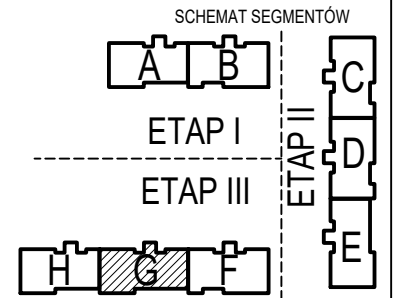 SCHEMAT SEGMENTÓW
A B
C
ETAP I
ETAP II
D
ETAP III
E
H G F